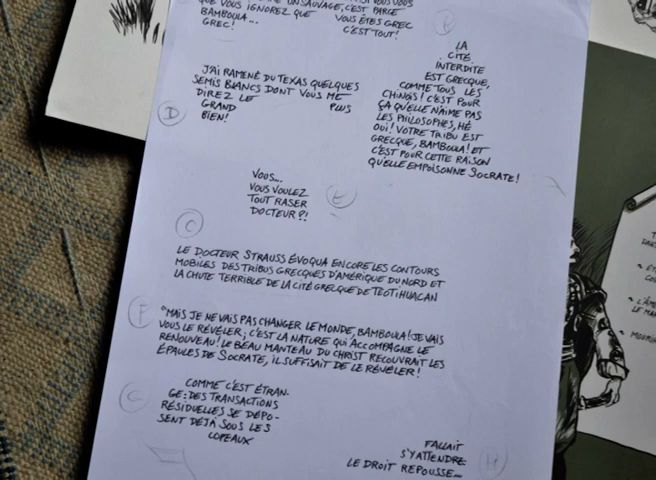 QUE VOUS IGNOREZ QUE
BAMBOULA...
GREC!
UN SAUVAGE, C'EST PARCE
VOUS ÊTES GREC
C'EST TOUT!
LA
CITÉ
INTERDITE
EST GRECQUE,
COMME TOUS LES
CHINOIS! C'EST POUR
ÇA QU'ELLE N'AIME PAS
LES PHILOSOPHES, HÉ
OUI! VOTRE TRIBU EST
GRECQUE, BAMBOULA! ET
C'EST POUR CETTE RAISON
QU'ELLE EMPOISONNE SOCRATE!
J'AI RAMENÉ DU TEXAS QUELQUES
SEMIS BLANCS DONT VOUS ME
DIREZ LE PLUS
GRAND
BIEN!
D
VOUS...
VOUS VOULEZ
TOUT RASER
DOCTEUR?!
E
C
LE DOCTEUR STRAUSS ÉVOQUA ENCORE LES CONTOURS
MOBILES DES TRIBUS GRECQUES D'AMÉRIQUE DU NORD ET
LA CHUTE TERRIBLE DE LA CITÉ GRECQUE DE TEOTIHUACAN
F
"MAIS JE NE VAIS PAS CHANGER LE MONDE, BAMBOULA! JE VAIS
VOUS LE RÉVÉLER; C'EST LA NATURE QUI ACCOMPAGNE LE
RENOUVEAU! LE BEAU MANTEAU DU CHRIST RECOUVRAIT LES
ÉPAULES DE SOCRATE, IL SUFFISAIT DE LE RÉVÉLER!
COMME C'EST ÉTRAN-
GE: DES TRANSACTIONS
RÉSIDUELLES SE DÉPO-
SENT DÉJÀ SOUS LES
COPEAUX
FALLAIT
S'Y ATTENDRE
LE DROIT REPOUSSE...
H